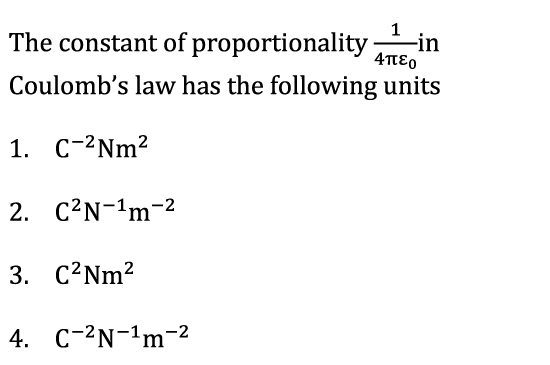 The constant of proportionality 1/4πε₀ in
Coulomb’s law has the following units
1. C⁻²Nm²
2. C²N⁻¹m⁻²
3. C²Nm²
4. C⁻²N⁻¹m⁻²